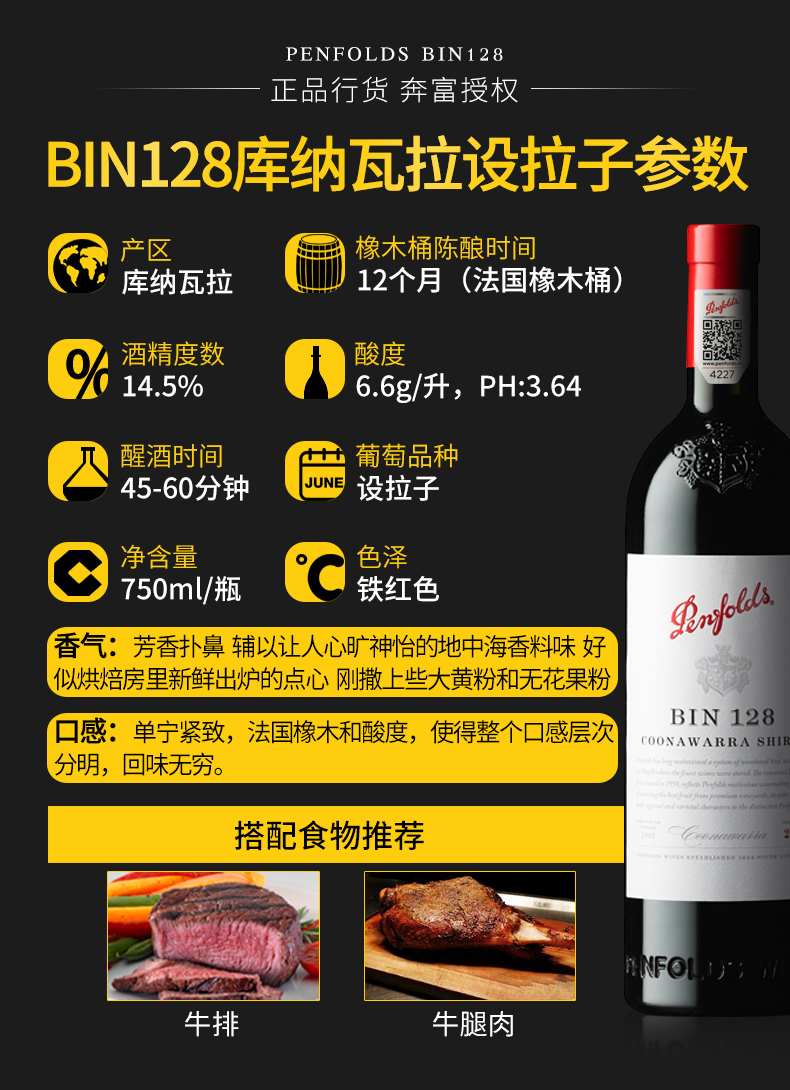 PENFOLDS BIN128
正品行货 奔富授权
BIN128库纳瓦拉设拉子参数
产区
库纳瓦拉
橡木桶陈酿时间
12个月（法国橡木桶）
酒精度数
14.5%
酸度
6.6g/升，PH:3.64
醒酒时间
45-60分钟
葡萄品种
JUNE
设拉子
净含量
750ml/瓶
°C
色泽
铁红色
香气：芳香扑鼻 辅以让人心旷神怡的地中海香料味 好
似烘焙房里新鲜出炉的点心 刚撒上些大黄粉和无花果粉
口感：单宁紧致，法国橡木和酸度，使得整个口感层次
分明，回味无穷。
搭配食物推荐
牛排
牛腿肉
Penfolds
4227
Penfolds
BIN 128
COONAWARRA SHIR
Coonawarra
PENFOLDS W